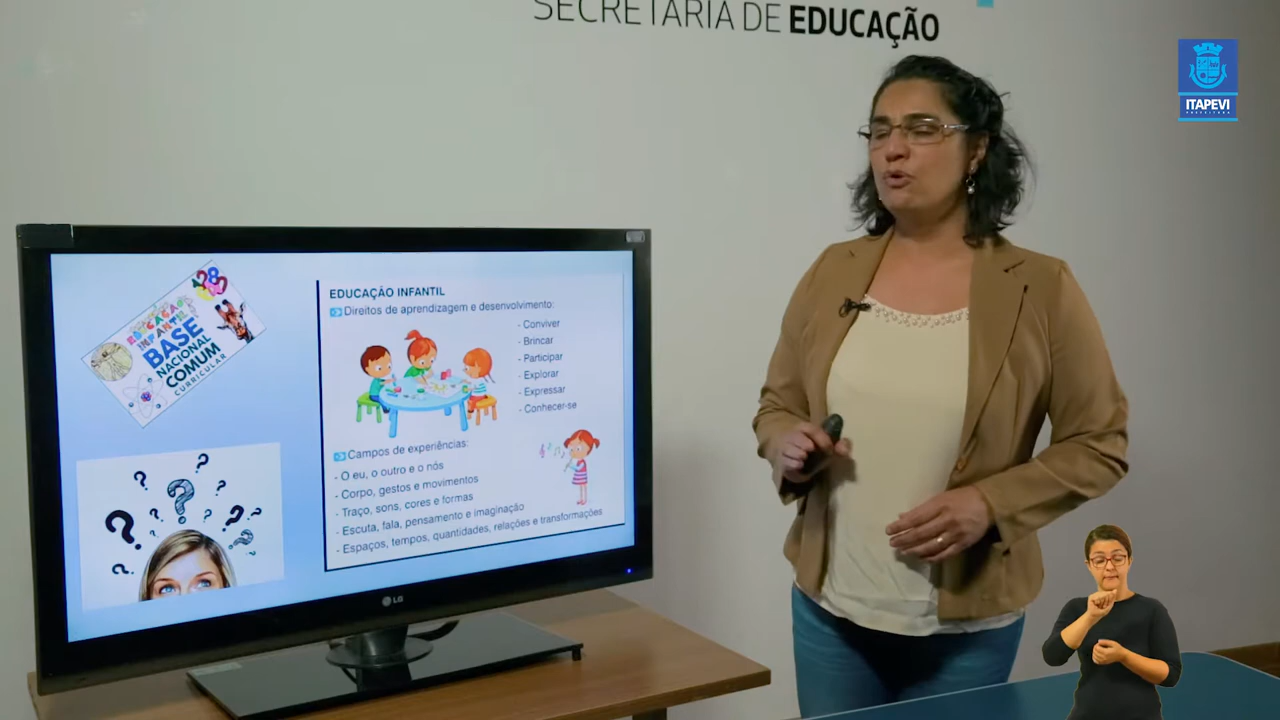 SECRETARIA DE EDUCAÇÃO
ITAPEVI
PREFEITURA
EDUCAÇÃO
INFANTIL
BASE
NACIONAL
COMUM
CURRICULAR
EDUCAÇÃO INFANTIL
Direitos de aprendizagem e desenvolvimento:
- Conviver
- Brincar
- Participar
- Explorar
- Expressar
- Conhecer-se
Campos de experiências:
- O eu, o outro e o nós
- Corpo, gestos e movimentos
- Traço, sons, cores e formas
- Escuta, fala, pensamento e imaginação
- Espaços, tempos, quantidades, relações e transformações
LG